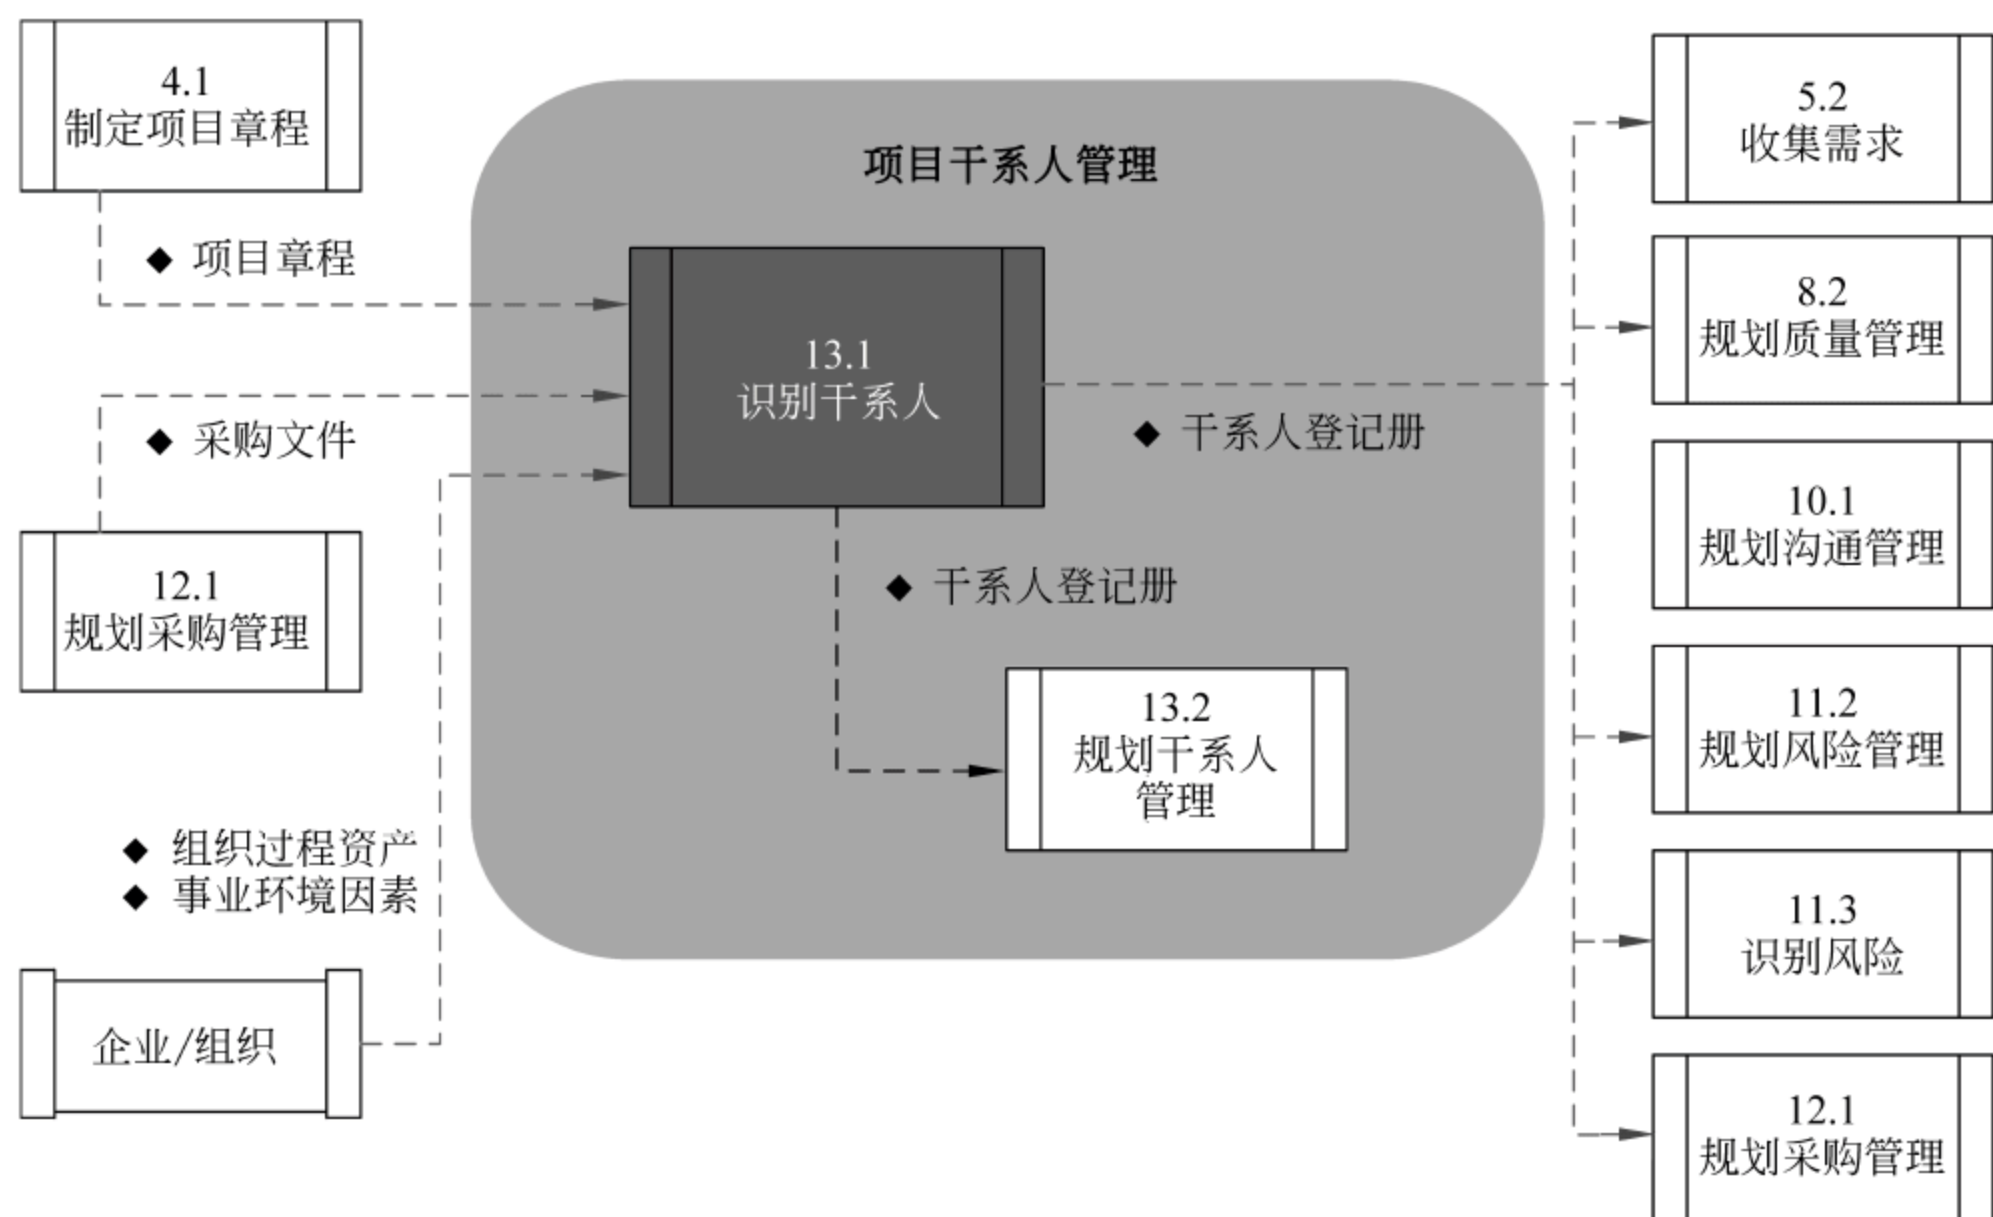 4.1
制定项目章程
◆ 项目章程
◆ 采购文件
12.1
规划采购管理
◆ 组织过程资产
◆ 事业环境因素
企业/组织
项目干系人管理
13.1
识别干系人
◆ 干系人登记册
◆ 干系人登记册
13.2
规划干系人
管理
5.2
收集需求
8.2
规划质量管理
10.1
规划沟通管理
11.2
规划风险管理
11.3
识别风险
12.1
规划采购管理